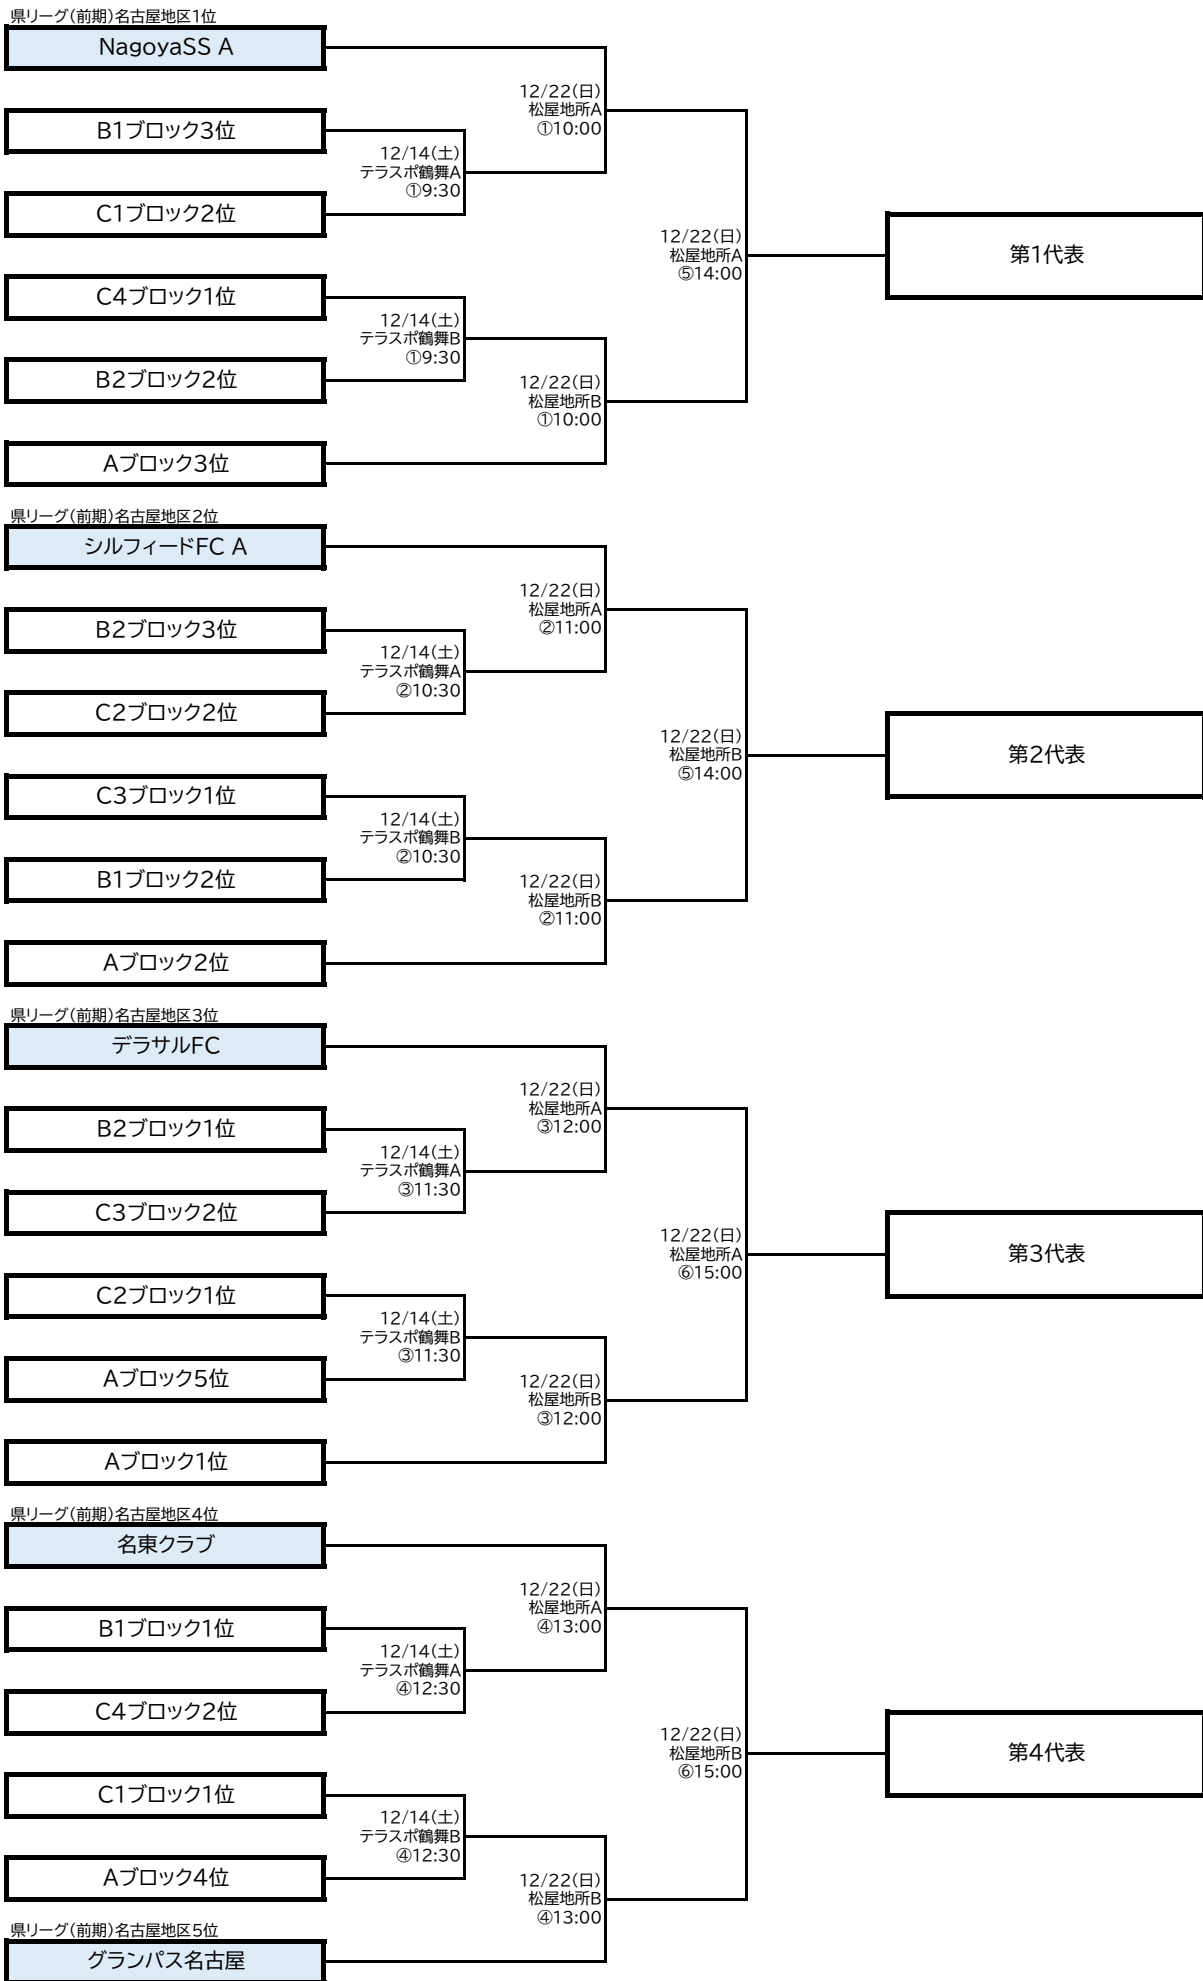 県リーグ(前期)名古屋地区1位
NagoyaSS A
12/22(日)
松屋地所A
①10:00
B1ブロック3位
12/14(土)
テラスポ鶴舞A
①9:30
C1ブロック2位
12/22(日)
松屋地所A
⑤14:00
第1代表
C4ブロック1位
12/14(土)
テラスポ鶴舞B
①9:30
B2ブロック2位
12/22(日)
松屋地所B
①10:00
Aブロック3位
県リーグ(前期)名古屋地区2位
シルフィードFC A
12/22(日)
松屋地所A
②11:00
B2ブロック3位
12/14(土)
テラスポ鶴舞A
②10:30
C2ブロック2位
12/22(日)
松屋地所B
⑤14:00
第2代表
C3ブロック1位
12/14(土)
テラスポ鶴舞B
②10:30
B1ブロック2位
12/22(日)
松屋地所B
②11:00
Aブロック2位
県リーグ(前期)名古屋地区3位
デラサルFC
12/22(日)
松屋地所A
③12:00
B2ブロック1位
12/14(土)
テラスポ鶴舞A
③11:30
C3ブロック2位
12/22(日)
松屋地所A
⑥15:00
第3代表
C2ブロック1位
12/14(土)
テラスポ鶴舞B
③11:30
Aブロック5位
12/22(日)
松屋地所B
③12:00
Aブロック1位
県リーグ(前期)名古屋地区4位
名東クラブ
12/22(日)
松屋地所A
④13:00
B1ブロック1位
12/14(土)
テラスポ鶴舞A
④12:30
C4ブロック2位
12/22(日)
松屋地所B
⑥15:00
第4代表
C1ブロック1位
12/14(土)
テラスポ鶴舞B
④12:30
Aブロック4位
12/22(日)
松屋地所B
④13:00
県リーグ(前期)名古屋地区5位
グランパス名古屋